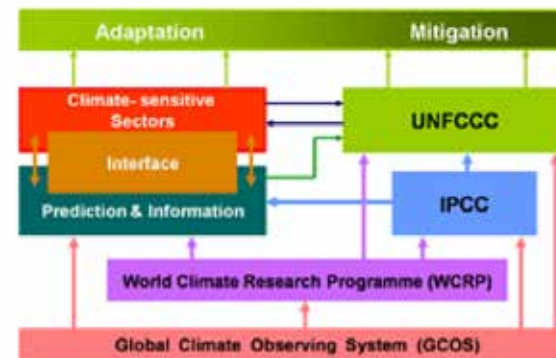 Adaptation Mitigation
Climate- sensitive
Sectors
UNFCCC
Interface
Prediction & Information
IPCC
World Climate Research Programme (WCRP)
Global Climate Observing System (GCOS)